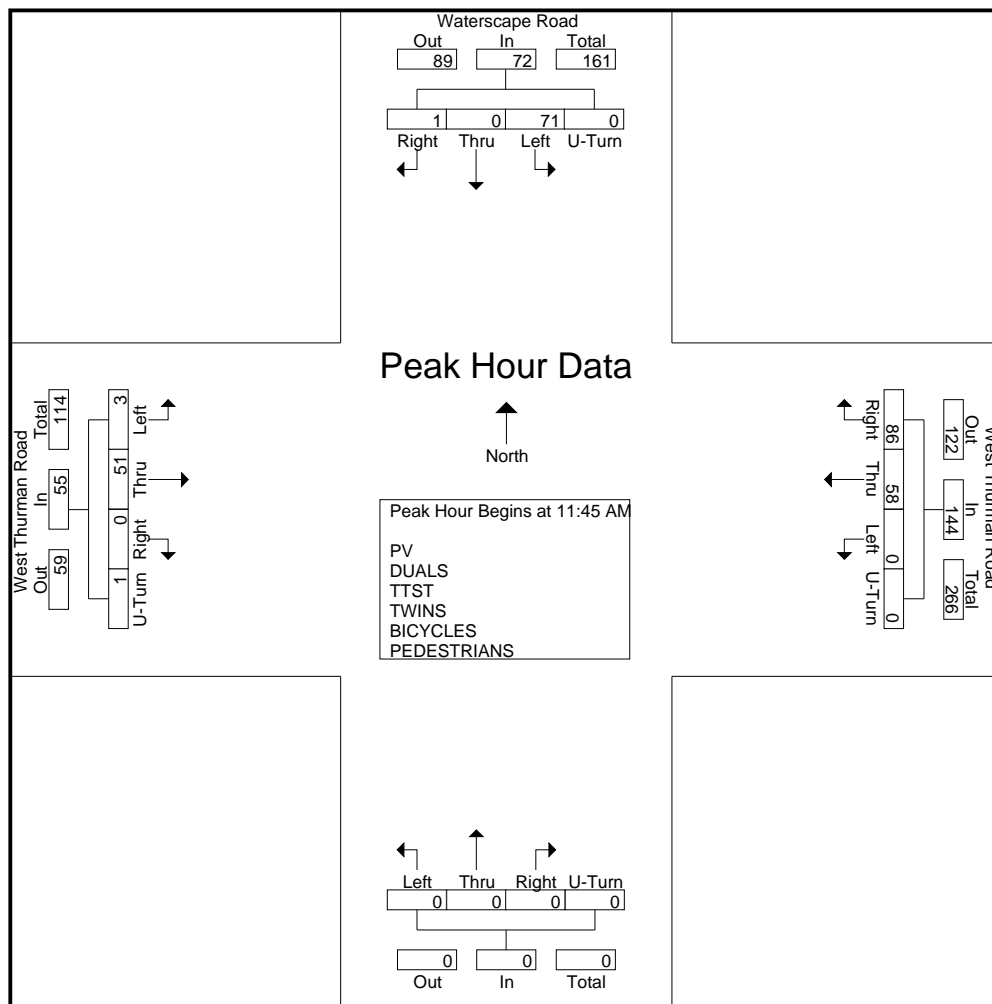 Waterscape Road
Out In Total
89 72 161
1 0 71 0
Right Thru Left U-Turn
Peak Hour Data
North
West Thurman Road
Total In Out
114 55 59
3 51 0 1
Left Thru Right U-Turn
Right Thru Left U-Turn
86 58 0 0
Out In Total
122 144 266
West Thurman Road
Peak Hour Begins at 11:45 AM
PV
DUALS
TTST
TWINS
BICYCLES
PEDESTRIANS
Left Thru Right U-Turn
0 0 0 0
0 0 0
Out In Total